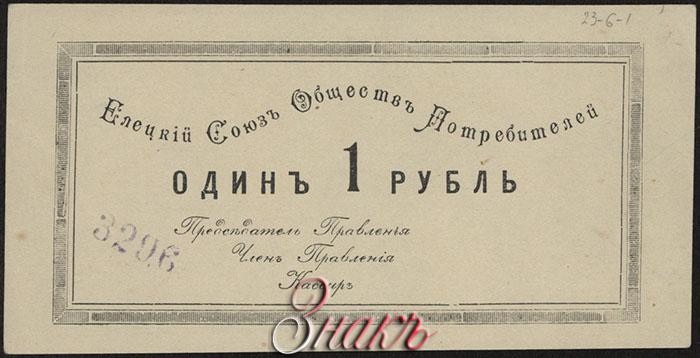 23-6-1
Елецкій Союзъ Обществъ Потребителей
ОДИНЪ 1 РУБЛЬ
Предсѣдатель Правленія
Членъ Правленія
Кассиръ
3296
Знакъ